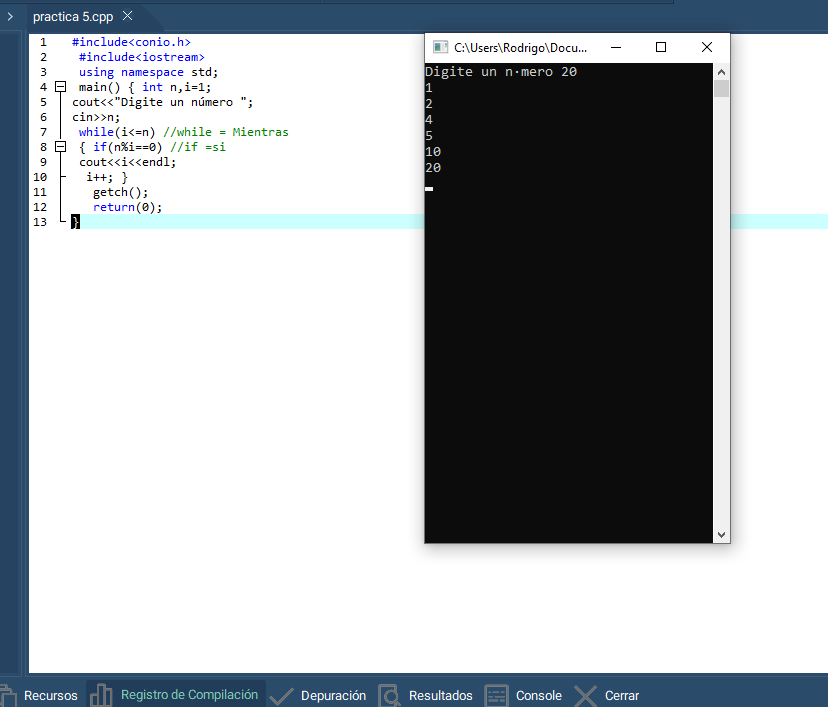 practica 5.cpp
1 #include<conio.h>
2 #include<iostream>
3 using namespace std;
4 main() { int n,i=1;
5 cout<<"Digite un número ";
6 cin>>n;
7 while(i<=n) //while = Mientras
8 { if(n%i==0) //if =si
9 cout<<i<<endl;
10 i++; }
11 getch();
12 return(0);
13 }
C:\Users\Rodrigo\Docu...
Digite un n·mero 20
1
2
4
5
10
20
Recursos Registro de Compilación Depuración Resultados Console Cerrar